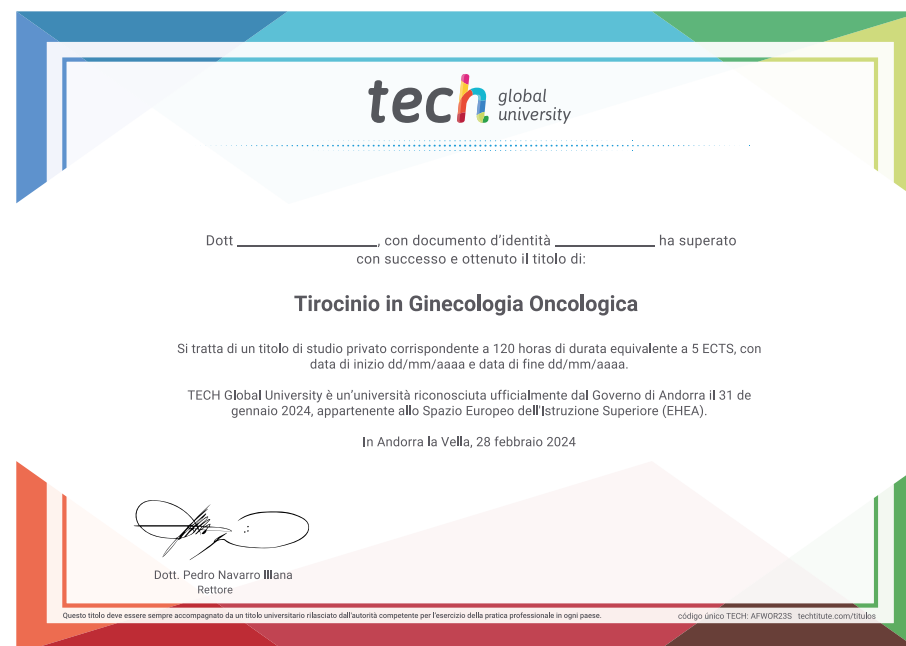 tech global university
Dott ____________________, con documento d'identità ______________ ha superato
con successo e ottenuto il titolo di:
Tirocinio in Ginecologia Oncologica
Si tratta di un titolo di studio privato corrispondente a 120 horas di durata equivalente a 5 ECTS, con
data di inizio dd/mm/aaaa e data di fine dd/mm/aaaa.
TECH Global University è un'università riconosciuta ufficialmente dal Governo di Andorra il 31 de
gennaio 2024, appartenente allo Spazio Europeo dell'Istruzione Superiore (EHEA).
In Andorra la Vella, 28 febbraio 2024
Dott. Pedro Navarro Illana
Rettore
Questo titolo deve essere sempre accompagnato da un titolo universitario rilasciato dall'autorità competente per l'esercizio della pratica professionale in ogni paese.
código único TECH: AFWOR23S techtitute.com/titulos